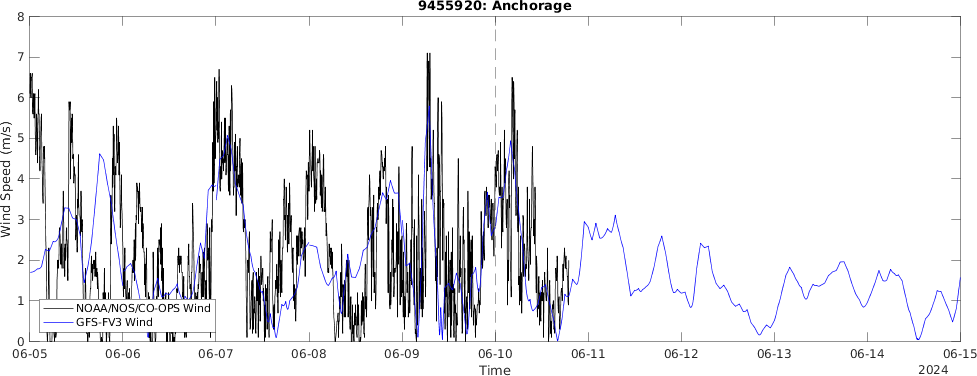 9455920: Anchorage
8
7
6
5
4
3
2
1
0
Wind Speed (m/s)
NOAA/NOS/CO-OPS Wind
GFS-FV3 Wind
06-05 06-06 06-07 06-08 06-09 06-10 06-11 06-12 06-13 06-14 06-15
Time
2024